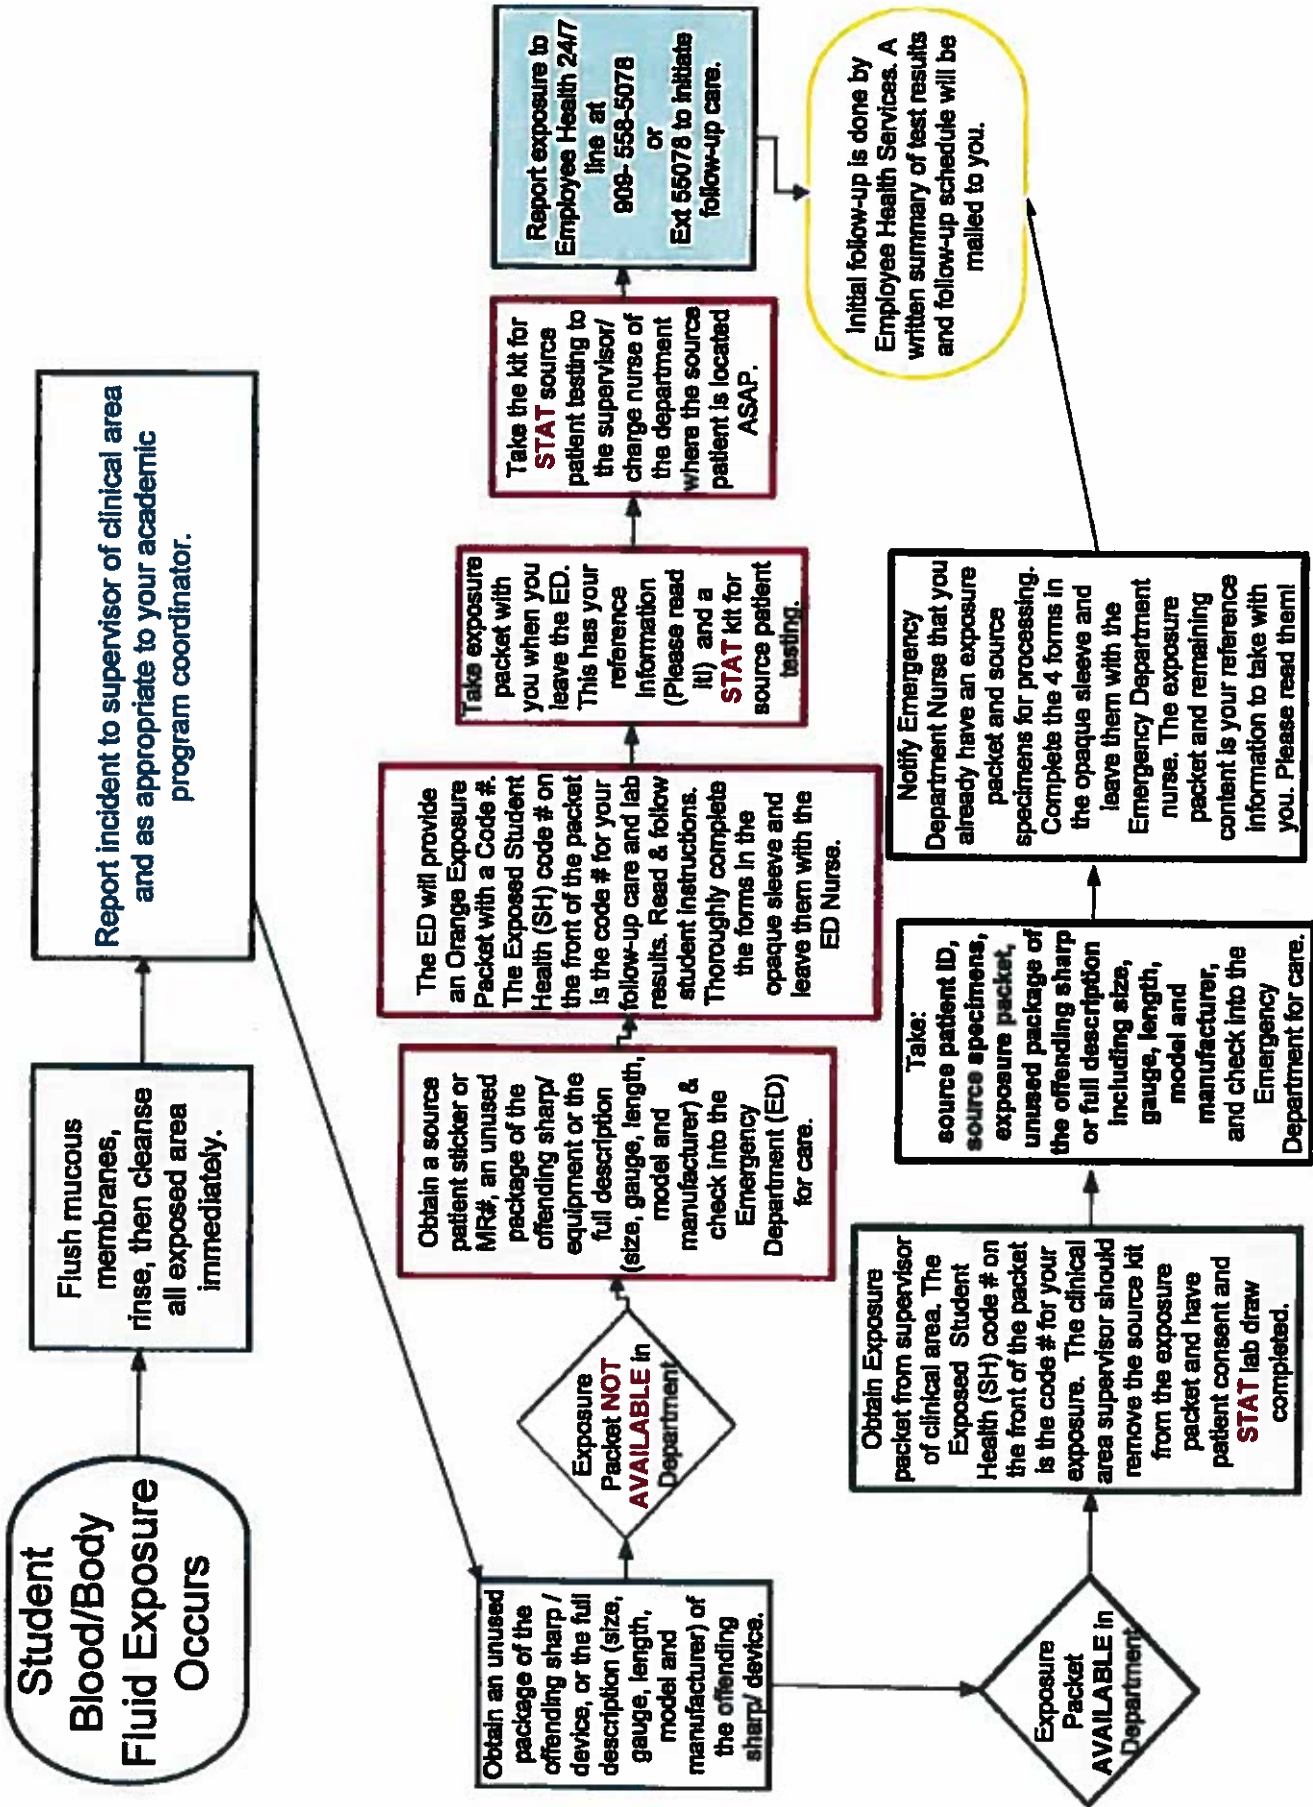 Student
Blood/Body
Fluid Exposure
Occurs
Flush mucous
membranes,
rinse, then cleanse
all exposed area
immediately.
Report incident to supervisor of clinical area
and as appropriate to your academic
program coordinator.
Obtain an unused
package of the
offending sharp /
device, or the full
description (size,
gauge, length,
model and
manufacturer) of
the offending
sharp/ device.
Exposure
Packet NOT
AVAILABLE in
Department
Obtain a source
patient sticker or
MR#, an unused
package of the
offending sharp/
equipment or the
full description
(size, gauge, length,
model and
manufacturer) &
check into the
Emergency
Department (ED)
for care.
The ED will provide
an Orange Exposure
Packet with a Code #.
The Exposed Student
Health (SH) code # on
the front of the packet
is the code # for your
follow-up care and lab
results. Read & follow
student instructions.
Thoroughly complete
the forms in the
opaque sleeve and
leave them with the
ED Nurse.
Take exposure
packet with
you when you
leave the ED.
This has your
reference
information
(Please read
it!) and a
STAT kit for
source patient
testing.
Take the kit for
STAT source
patient testing to
the supervisor/
charge nurse of
the department
where the source
patient is located
ASAP.
Report exposure to
Employee Health 24/7
line at
909- 558-5078
or
Ext 55078 to initiate
follow-up care.
Initial follow-up is done by
Employee Health Services. A
written summary of test results
and follow-up schedule will be
mailed to you.
Exposure
Packet
AVAILABLE in
Department
Obtain Exposure
packet from supervisor
of clinical area. The
Exposed Student
Health (SH) code # on
the front of the packet
is the code # for your
exposure. The clinical
area supervisor should
remove the source kit
from the exposure
packet and have
patient consent and
STAT lab draw
completed.
Take:
source patient ID,
source specimens,
exposure packet,
unused package of
the offending sharp
or full description
including size,
gauge, length,
model and
manufacturer,
and check into the
Emergency
Department for care.
Notify Emergency
Department Nurse that you
already have an exposure
packet and source
specimens for processing.
Complete the 4 forms in
the opaque sleeve and
leave them with the
Emergency Department
nurse. The exposure
packet and remaining
content is your reference
information to take with
you. Please read them!